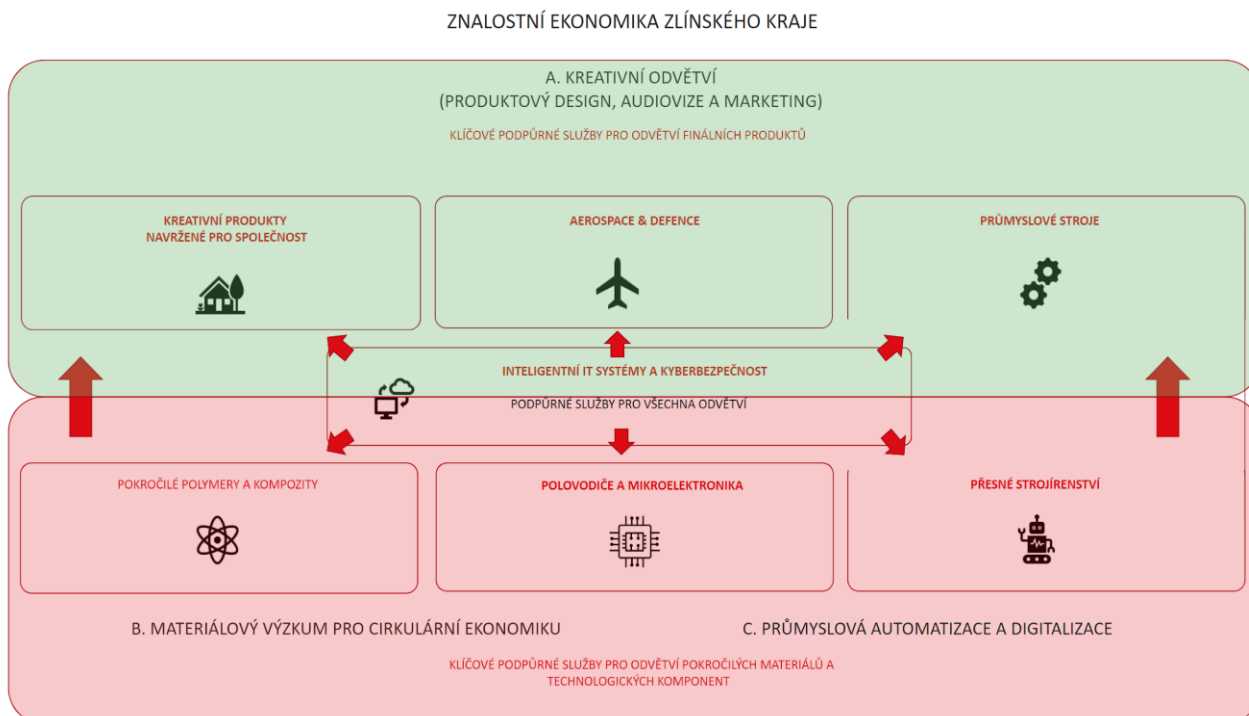 ZNALOSTNÍ EKONOMIKA ZLÍNSKÉHO KRAJE
A. KREATIVNÍ ODVĚTVÍ
(PRODUKTOVÝ DESIGN, AUDIOVIZE A MARKETING)
KLÍČOVÉ PODPŮRNÉ SLUŽBY PRO ODVĚTVÍ FINÁLNÍCH PRODUKTŮ
KREATIVNÍ PRODUKTY
NAVRŽENÉ PRO SPOLEČNOST
AEROSPACE & DEFENCE
PRŮMYSLOVÉ STROJE
INTELIGENTNÍ IT SYSTÉMY A KYBERBEZPEČNOST
PODPŮRNÉ SLUŽBY PRO VŠECHNA ODVĚTVÍ
POKROČILÉ POLYMERY A KOMPOZITY
POLOVODIČE A MIKROELEKTRONIKA
PŘESNÉ STROJÍRENSTVÍ
B. MATERIÁLOVÝ VÝZKUM PRO CIRKULÁRNÍ EKONOMIKU
C. PRŮMYSLOVÁ AUTOMATIZACE A DIGITALIZACE
KLÍČOVÉ PODPŮRNÉ SLUŽBY PRO ODVĚTVÍ POKROČILÝCH MATERIÁLŮ A
TECHNOLOGICKÝCH KOMPONENT